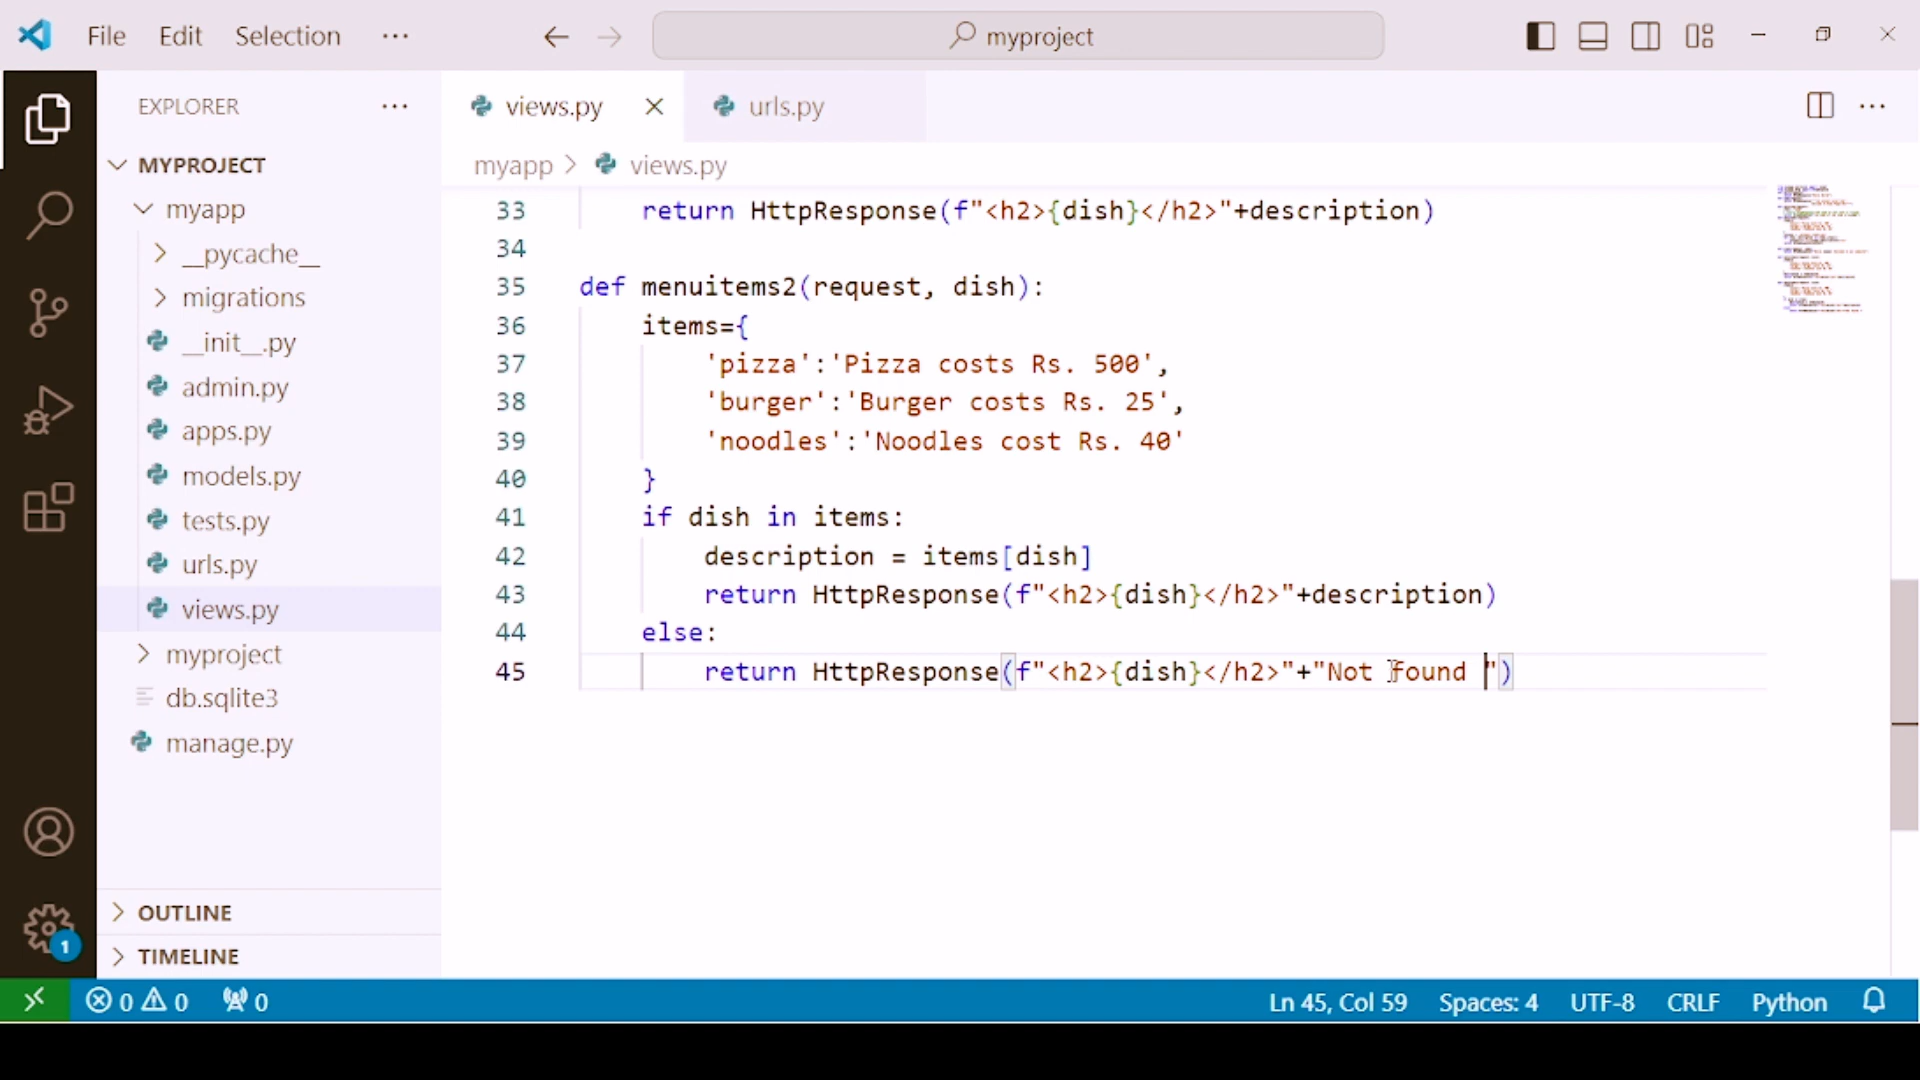 File Edit Selection ··· myproject
EXPLORER ···
views.py urls.py
MYPROJECT
myapp > views.py
myapp
__pycache__
migrations
__init__.py
admin.py
apps.py
models.py
tests.py
urls.py
views.py
myproject
db.sqlite3
manage.py
OUTLINE
TIMELINE
33 return HttpResponse(f"<h2>{dish}</h2>"+description)
34
35 def menuitems2(request, dish):
36 items={
37 'pizza':'Pizza costs Rs. 500',
38 'burger':'Burger costs Rs. 25',
39 'noodles':'Noodles cost Rs. 40'
40 }
41 if dish in items:
42 description = items[dish]
43 return HttpResponse(f"<h2>{dish}</h2>"+description)
44 else:
45 return HttpResponse(f"<h2>{dish}</h2>"+"Not Found ")
1
0 0 0 Ln 45, Col 59 Spaces: 4 UTF-8 CRLF Python